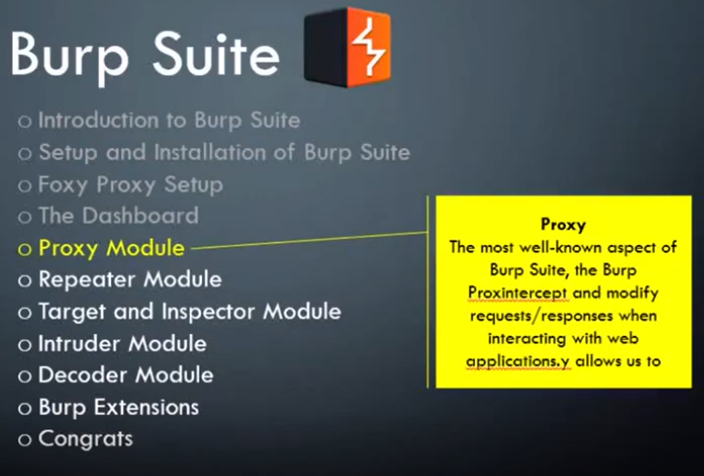 Burp Suite
Introduction to Burp Suite
Setup and Installation of Burp Suite
Foxy Proxy Setup
The Dashboard
Proxy Module
Repeater Module
Target and Inspector Module
Intruder Module
Decoder Module
Burp Extensions
Congrats
Proxy
The most well-known aspect of
Burp Suite, the Burp
Proxintercept and modify
requests/responses when
interacting with web
applications.y allows us to